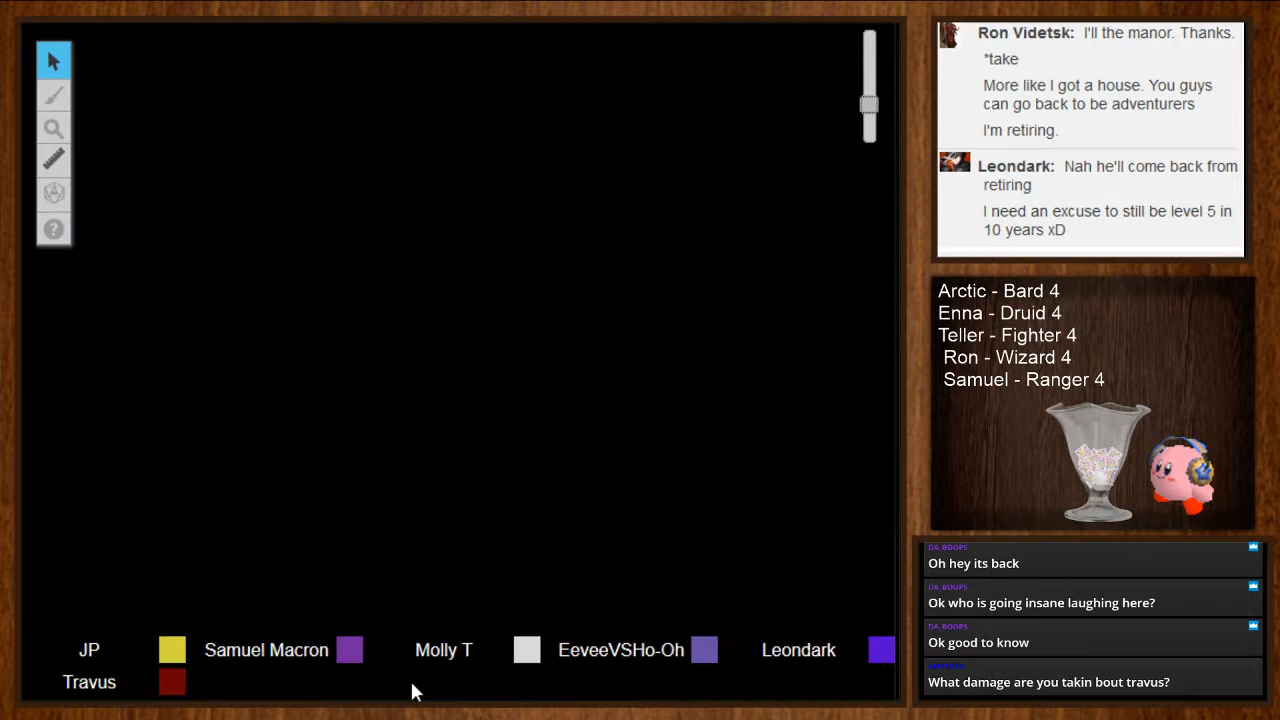 Ron Videtsk: I'll the manor. Thanks.
*take
More like I got a house. You guys
can go back to be adventurers
I'm retiring.
Leondark: Nah he'll come back from
retiring
I need an excuse to still be level 5 in
10 years xD
Arctic - Bard 4
Enna - Druid 4
Teller - Fighter 4
Ron - Wizard 4
Samuel - Ranger 4
DA_BOOPS
Oh hey its back
DA_BOOPS
Ok who is going insane laughing here?
DA_BOOPS
Ok good to know
What damage are you takin bout travus?
JP
Samuel Macron
Molly T
EeveeVSHo-Oh
Leondark
Travus